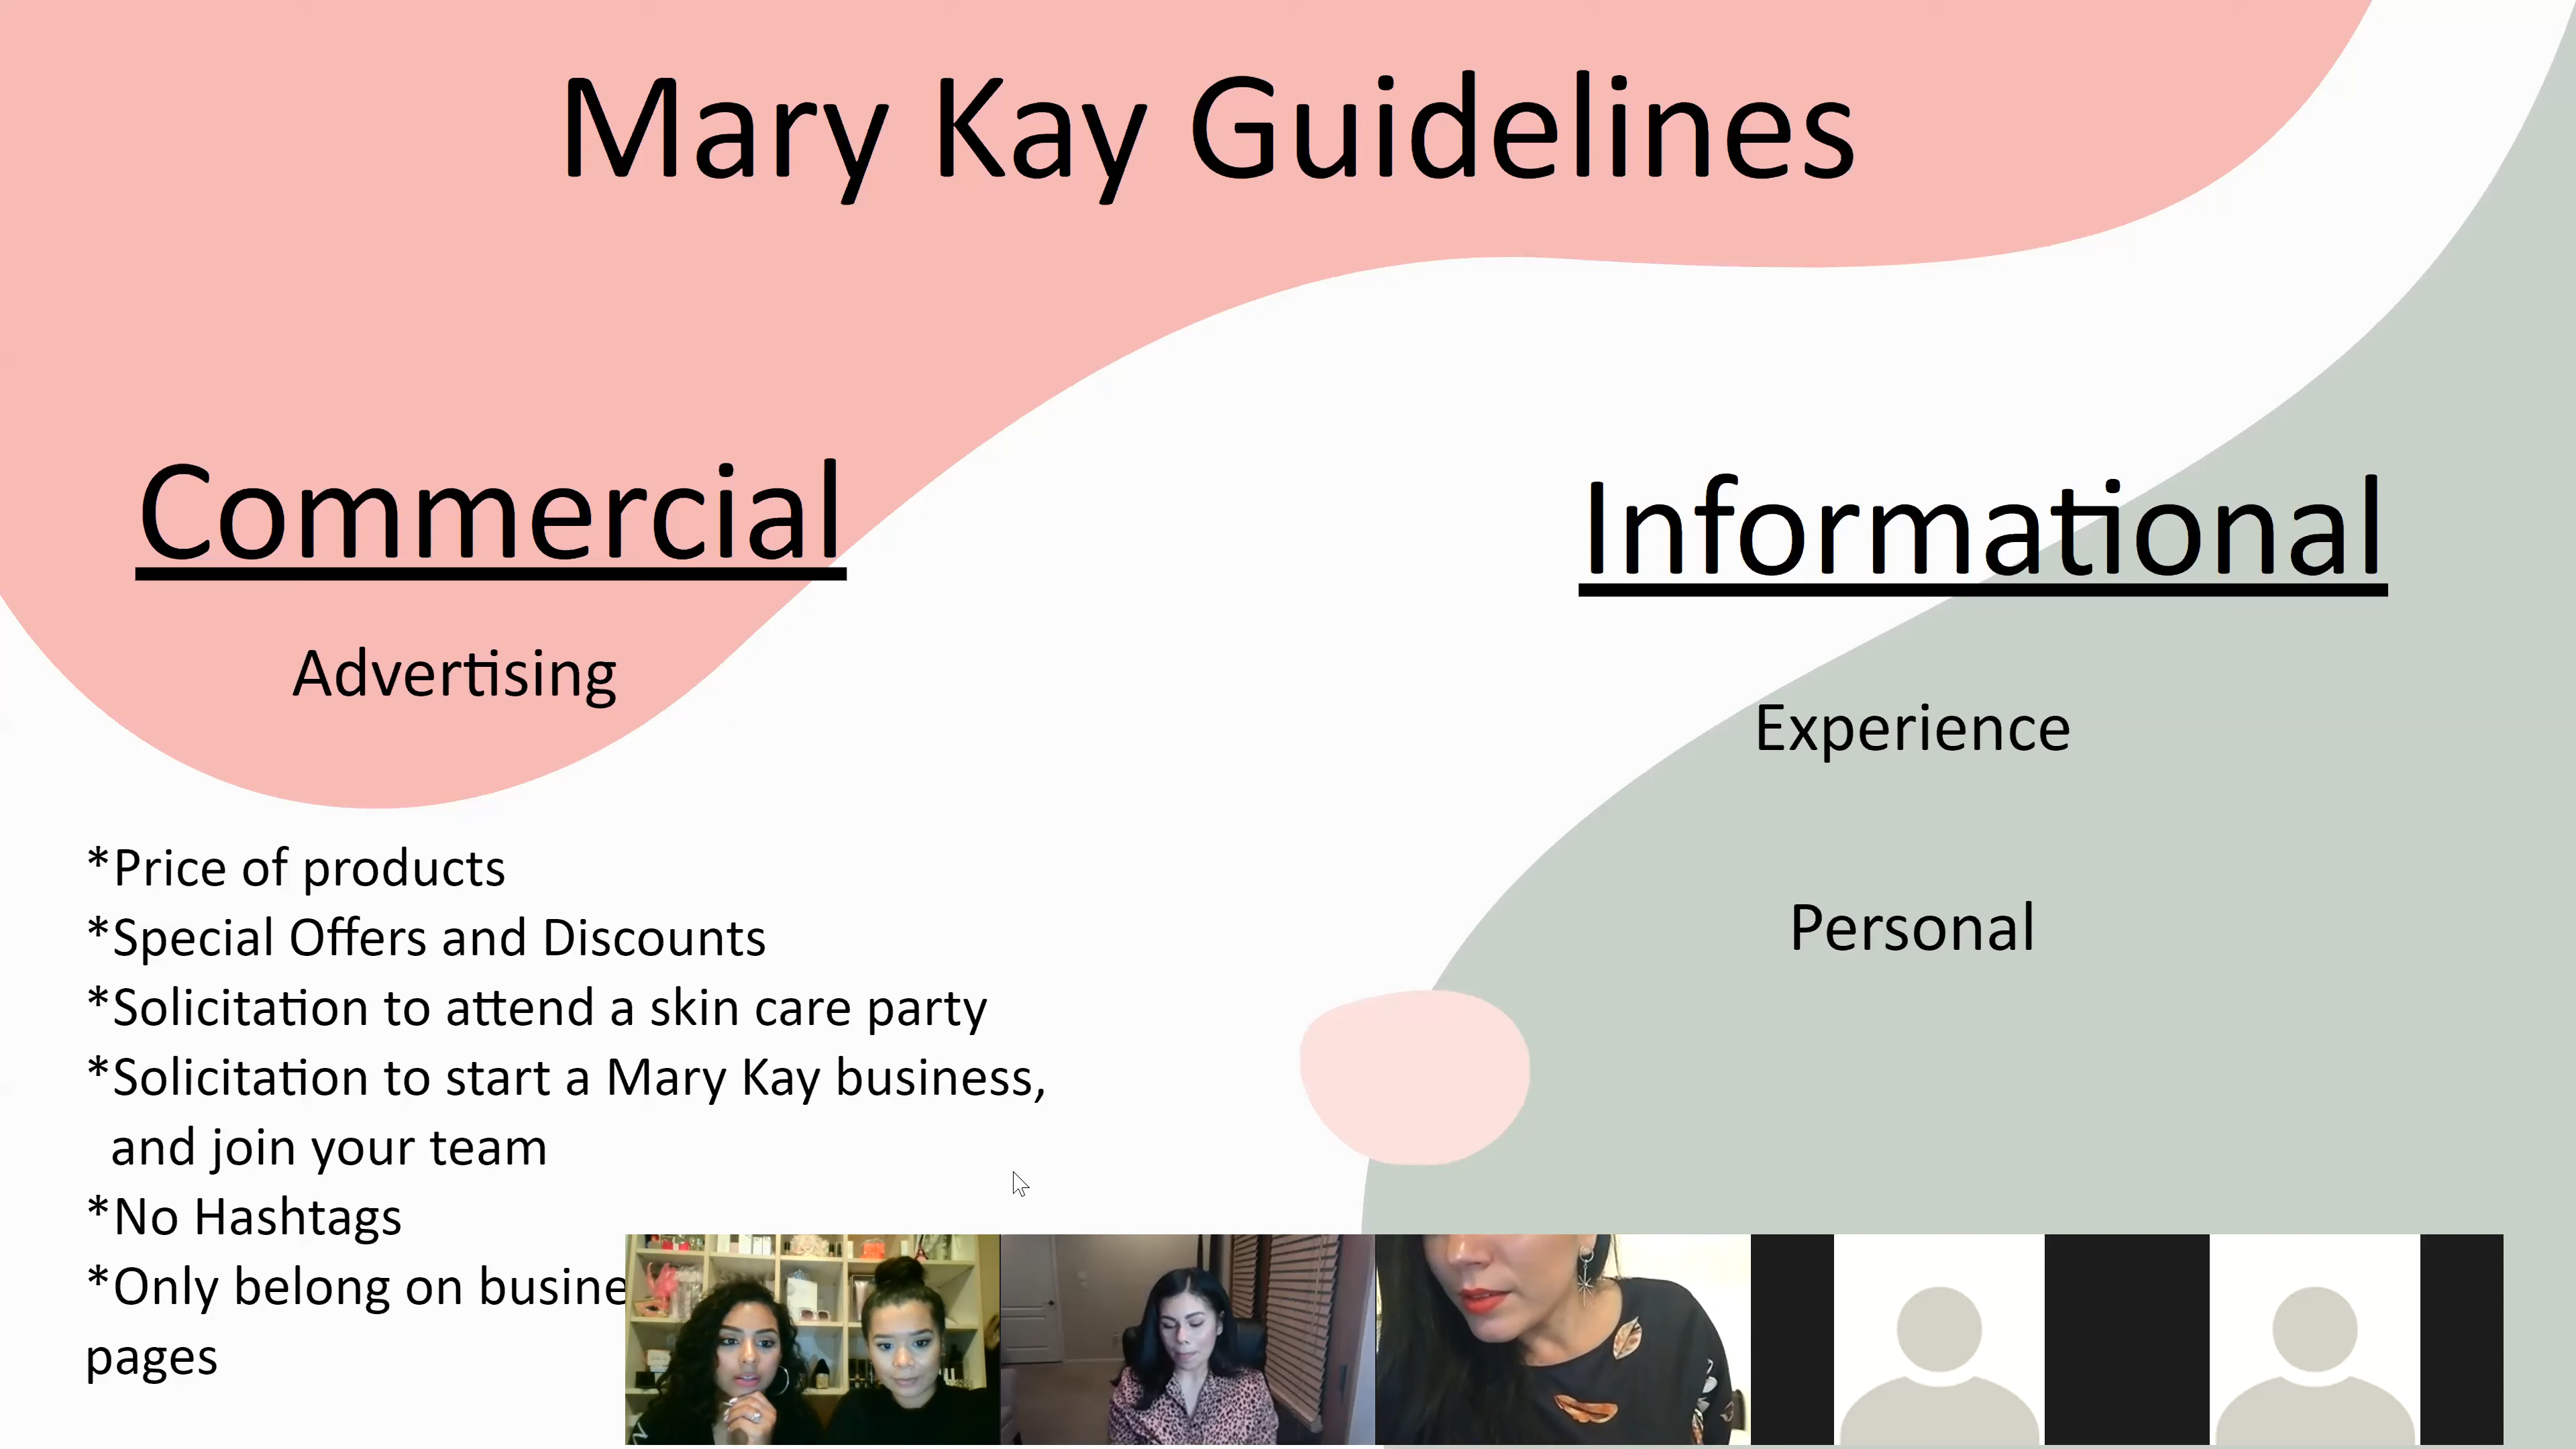 Mary Kay Guidelines
Commercial
Informational
Advertising
Experience
Personal
*Price of products
*Special Offers and Discounts
*Solicitation to attend a skin care party
*Solicitation to start a Mary Kay business,
and join your team
*No Hashtags
*Only belong on
pages